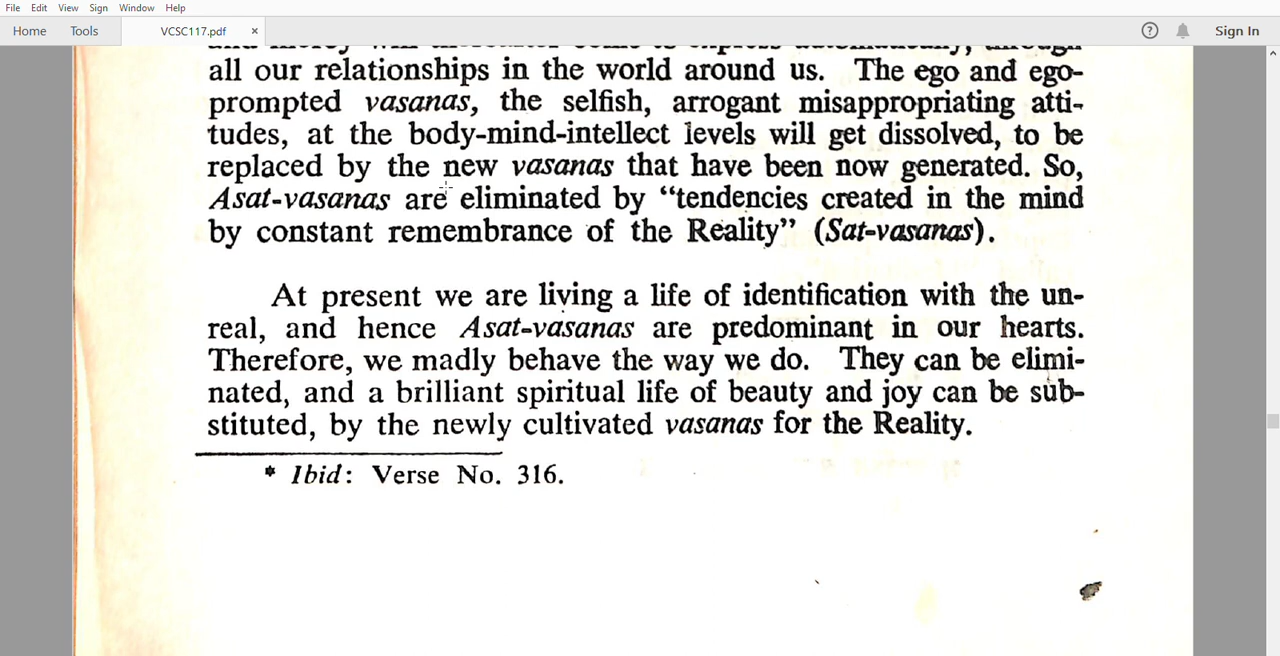 File Edit View Sign Window Help
Home Tools VCSC117.pdf × ? Sign In
all our relationships in the world around us. The ego and ego-
prompted vasanas, the selfish, arrogant misappropriating atti-
tudes, at the body-mind-intellect levels will get dissolved, to be
replaced by the new vasanas that have been now generated. So,
Asat-vasanas are eliminated by “tendencies created in the mind
by constant remembrance of the Reality” (Sat-vasanas).
At present we are living a life of identification with the un-
real, and hence Asat-vasanas are predominant in our hearts.
Therefore, we madly behave the way we do. They can be elimi-
nated, and a brilliant spiritual life of beauty and joy can be sub-
stituted, by the newly cultivated vasanas for the Reality.
* Ibid: Verse No. 316.